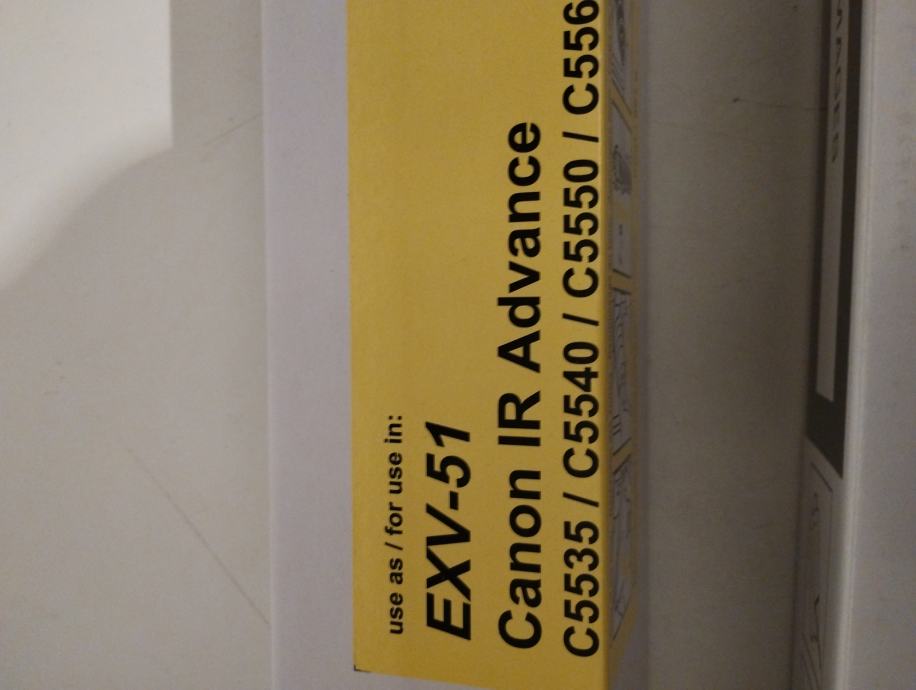 use as / for use in:
EXV-51
Canon IR Advance
C5535 / C5540 / C5550 / C556